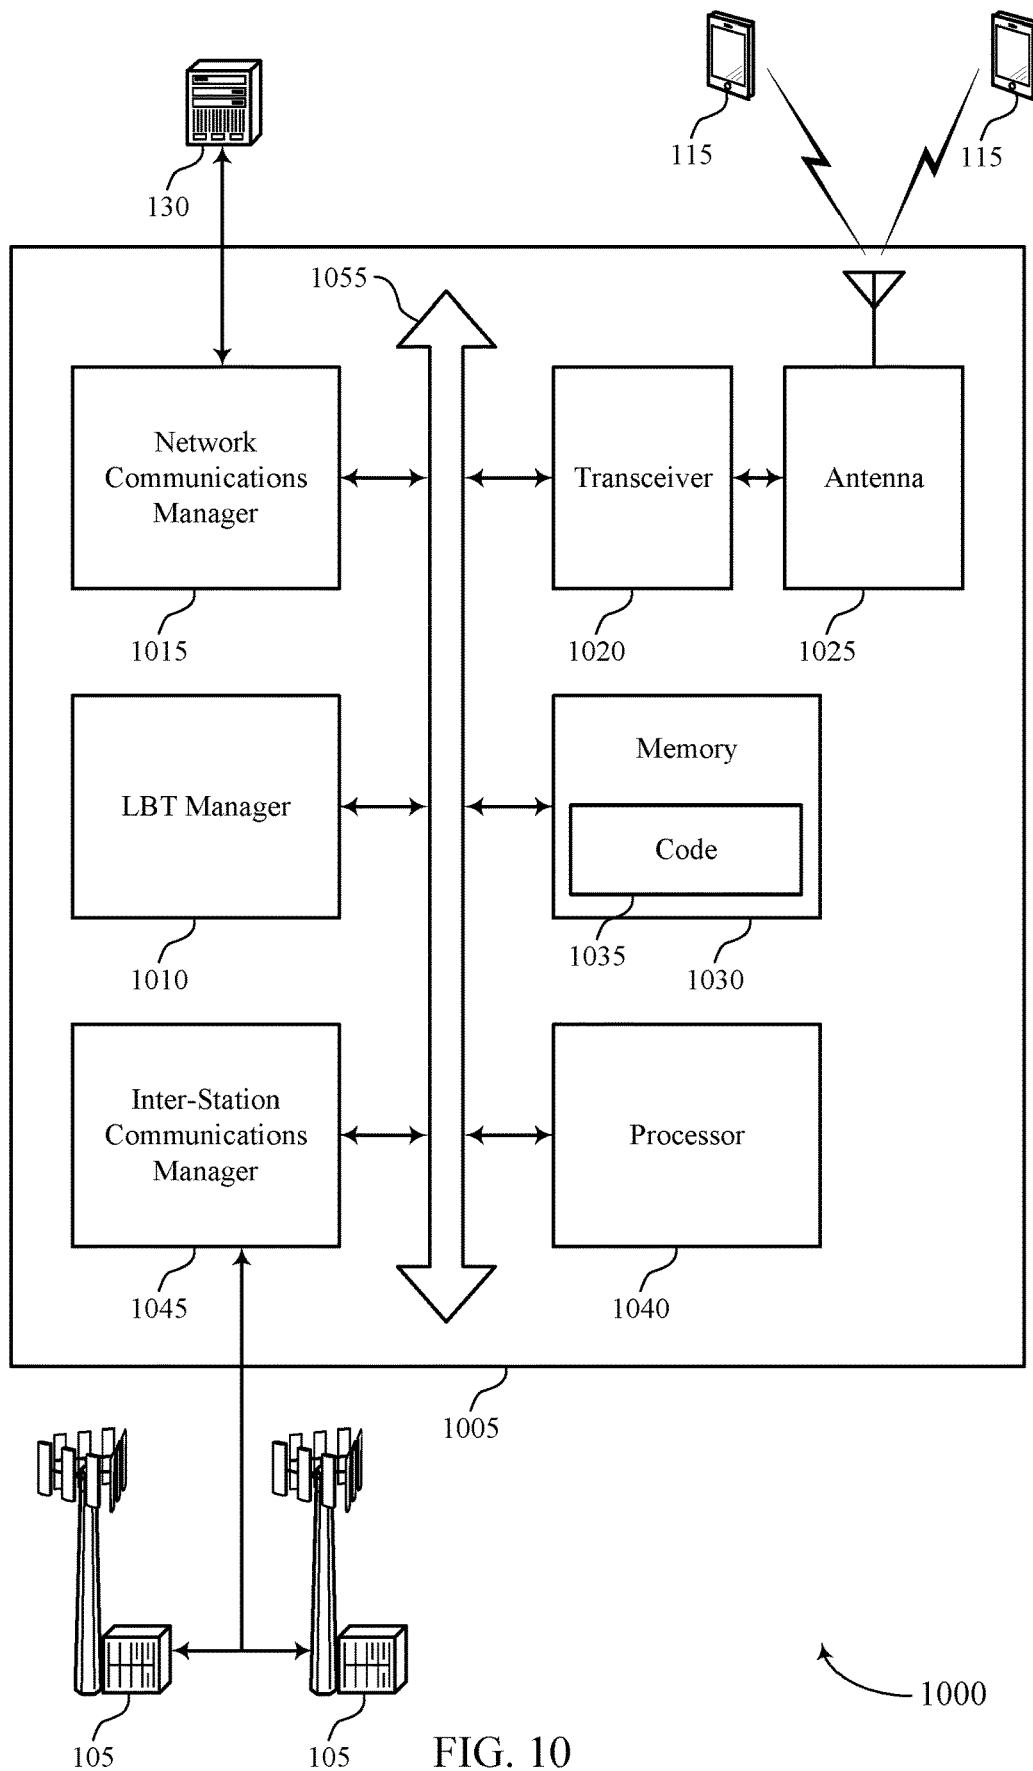 130
115
115
1055
Network
Communications
Manager
Transceiver
Antenna
1015
1020
1025
LBT Manager
Memory
Code
1010
1035
1030
Inter-Station
Communications
Manager
Processor
1045
1040
1005
105
105
1000
FIG. 10